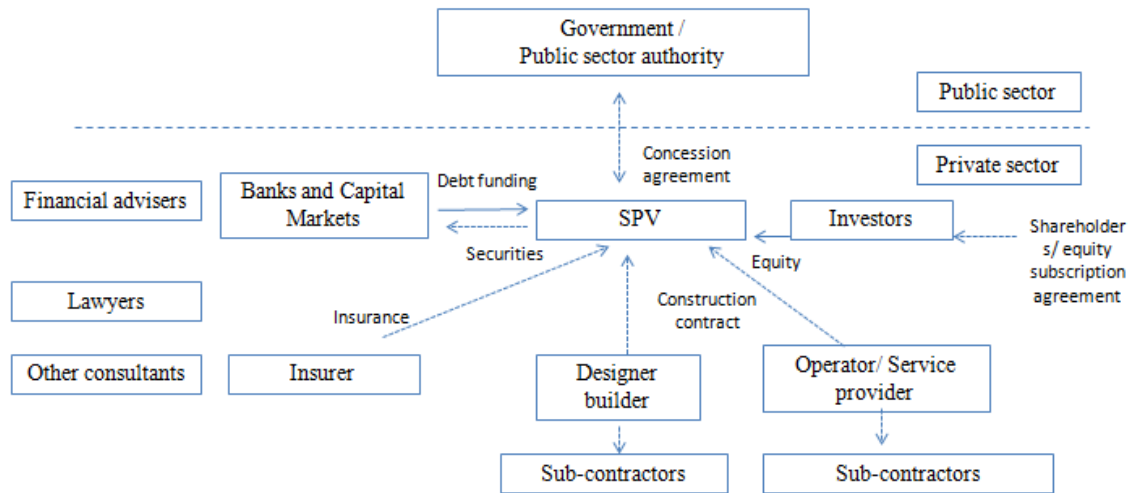 Government /
Public sector authority
Public sector
Concession
agreement
Private sector
Financial advisers
Banks and Capital
Markets
Debt funding
SPV
Investors
Securities
Equity
Shareholder
s/ equity
subscription
agreement
Lawyers
Insurance
Construction
contract
Other consultants
Insurer
Designer
builder
Operator/ Service
provider
Sub-contractors
Sub-contractors